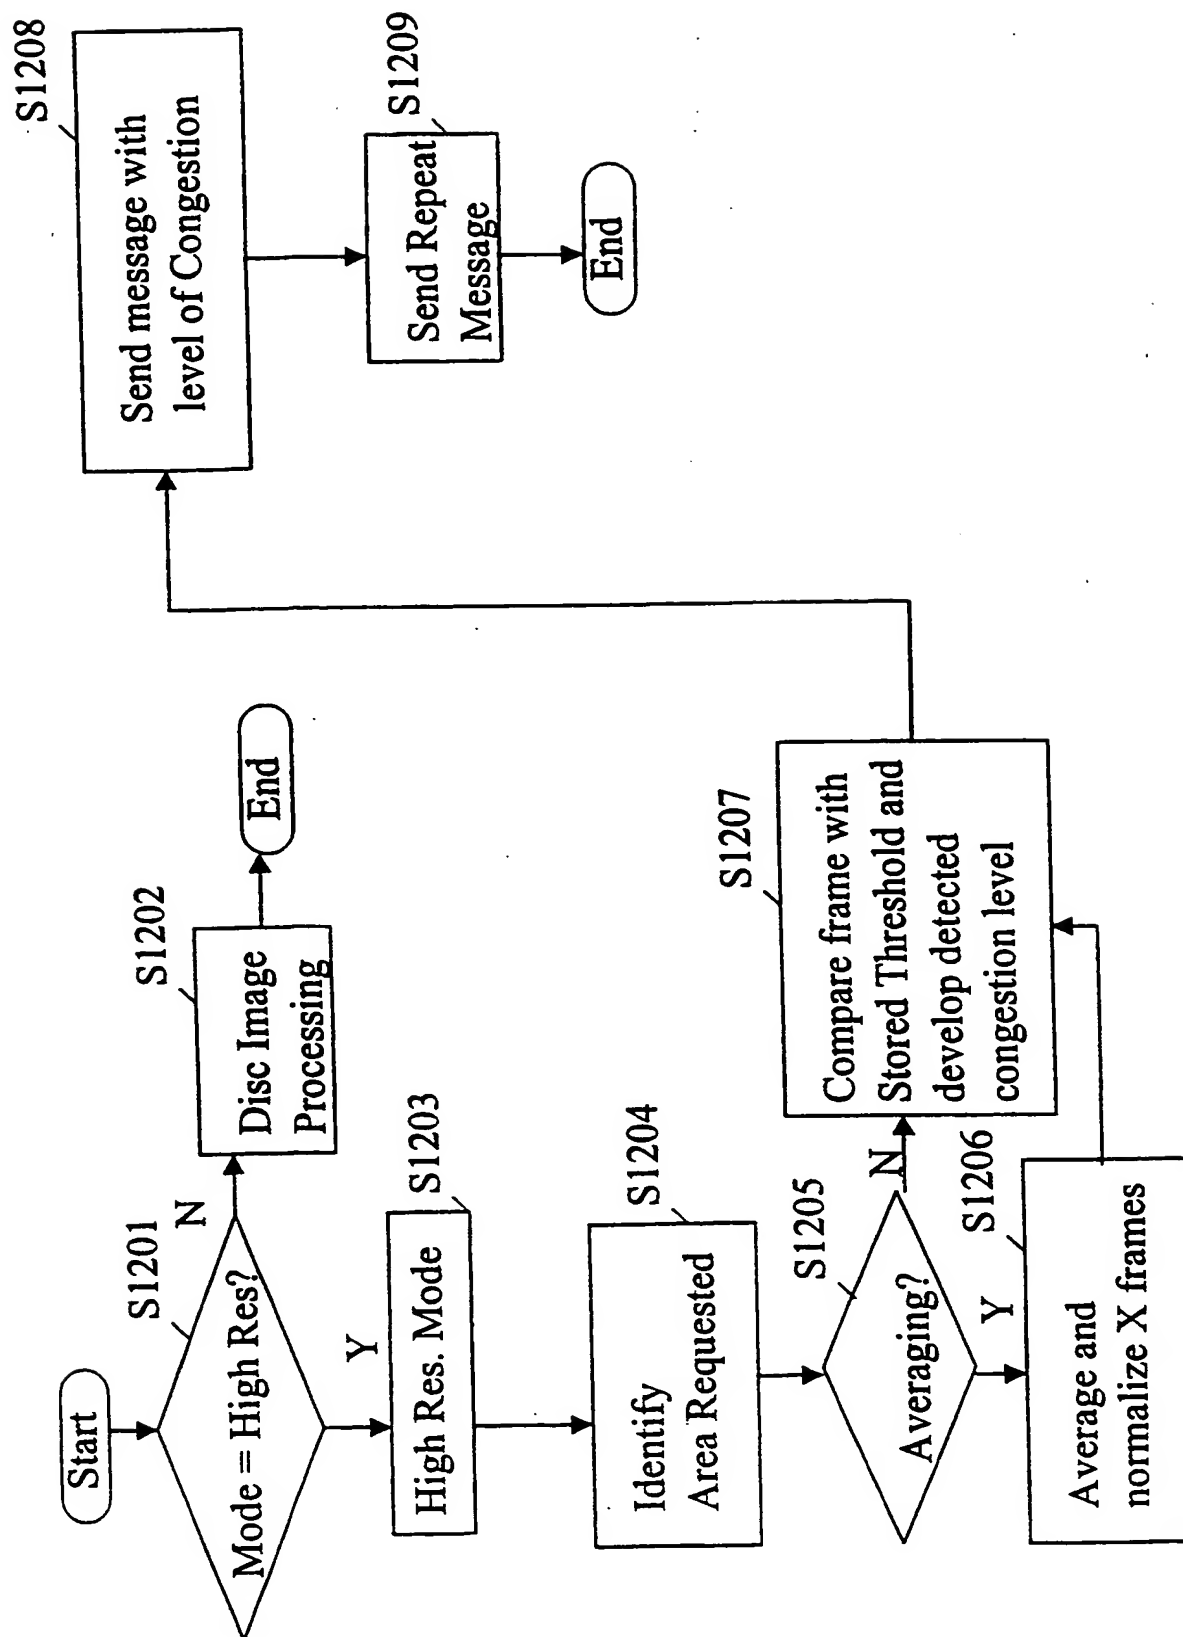 Start
S1201
Mode = High Res?
N
Y
S1202
Disc Image
Processing
End
S1203
High Res. Mode
S1204
Identify
Area Requested
S1205
Averaging?
N
Y
S1206
Average and
normalize X frames
S1207
Compare frame with
Stored Threshold and
develop detected
congestion level
S1208
Send message with
level of Congestion
S1209
Send Repeat
Message
End